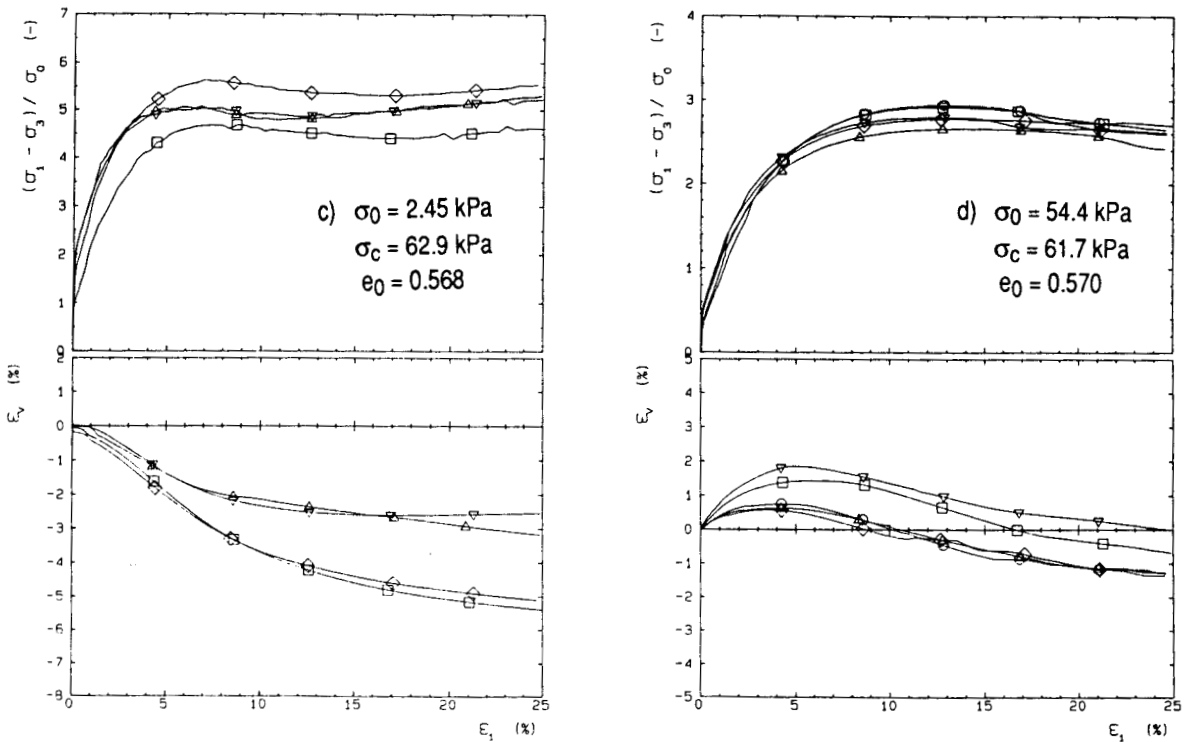 (σ₁ − σ₃) / σ₀ (-)
7
6
5
4
3
2
1
0
c) σ₀ = 2.45 kPa
σc = 62.9 kPa
e₀ = 0.568
εᵥ (%)
2
1
0
-1
-2
-3
-4
-5
-6
-7
-8
0 5 10 15 20 25
ε₁ (%)
(σ₁ − σ₃) / σ₀ (-)
4
3
2
1
0
d) σ₀ = 54.4 kPa
σc = 61.7 kPa
e₀ = 0.570
εᵥ (%)
5
4
3
2
1
0
-1
-2
-3
-4
-5
0 5 10 15 20 25
ε₁ (%)